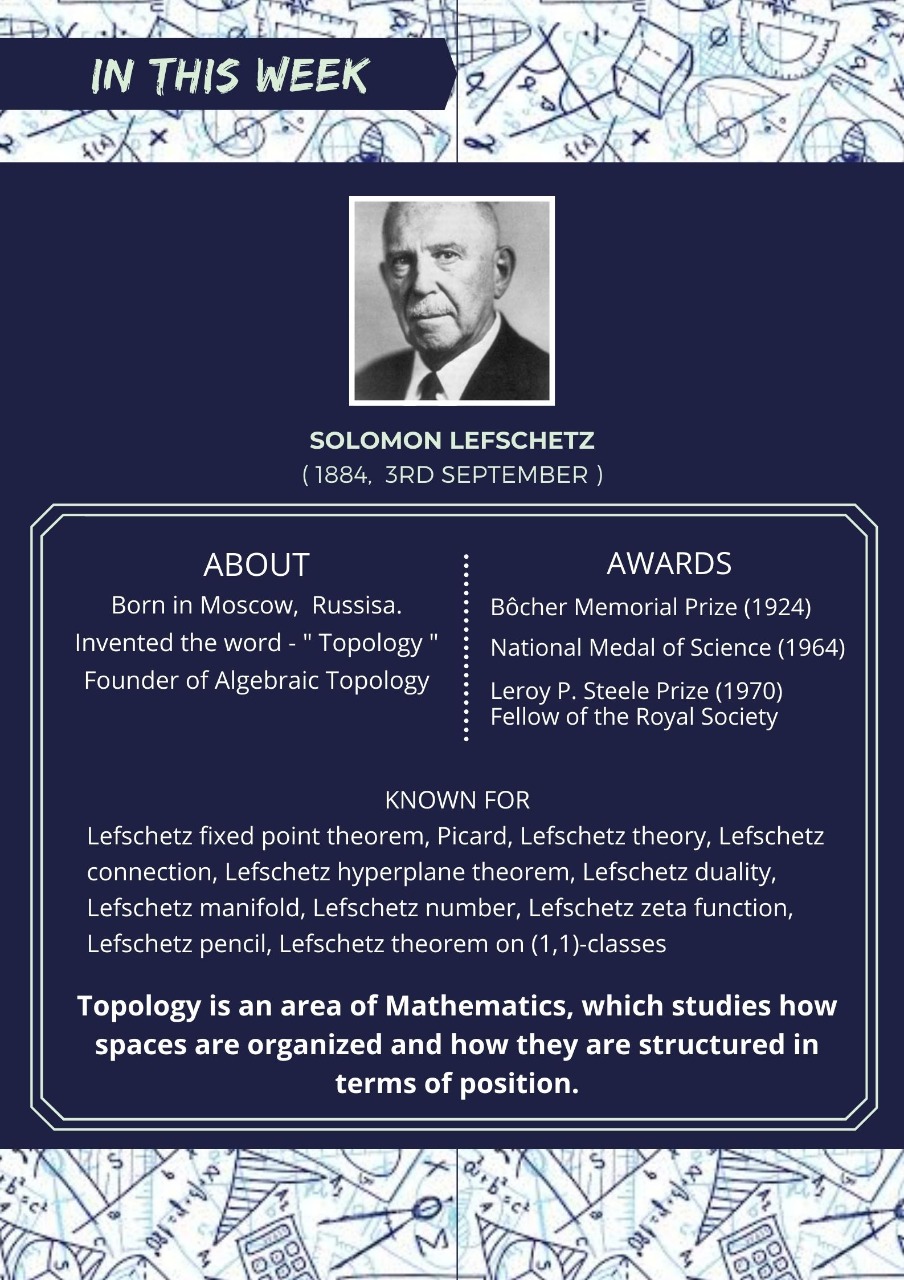 IN THIS WEEK
SOLOMON LEFSCHETZ
( 1884, 3RD SEPTEMBER )
ABOUT
Born in Moscow, Russisa.
Invented the word - " Topology "
Founder of Algebraic Topology
AWARDS
Bôcher Memorial Prize (1924)
National Medal of Science (1964)
Leroy P. Steele Prize (1970)
Fellow of the Royal Society
KNOWN FOR
Lefschetz fixed point theorem, Picard, Lefschetz theory, Lefschetz
connection, Lefschetz hyperplane theorem, Lefschetz duality,
Lefschetz manifold, Lefschetz number, Lefschetz zeta function,
Lefschetz pencil, Lefschetz theorem on (1,1)-classes
Topology is an area of Mathematics, which studies how
spaces are organized and how they are structured in
terms of position.